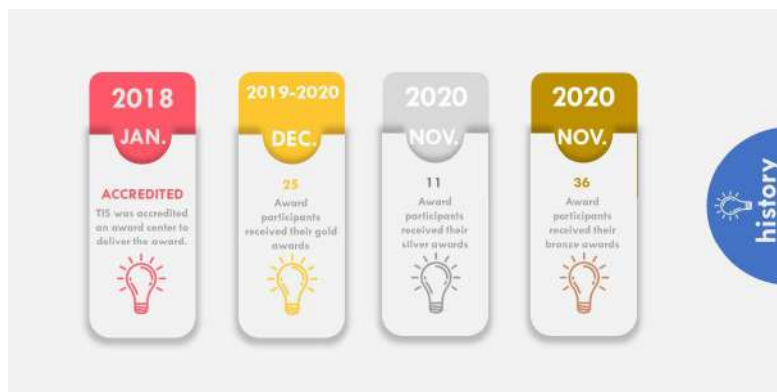 2018
JAN.
ACCREDITED
TIS was accredited
an award center to
deliver the award.
2019-2020
DEC.
25
Award
participants
received their gold
awards
2020
NOV.
11
Award
participants
received their
silver awards
2020
NOV.
36
Award
participants
received their
bronze awards
history